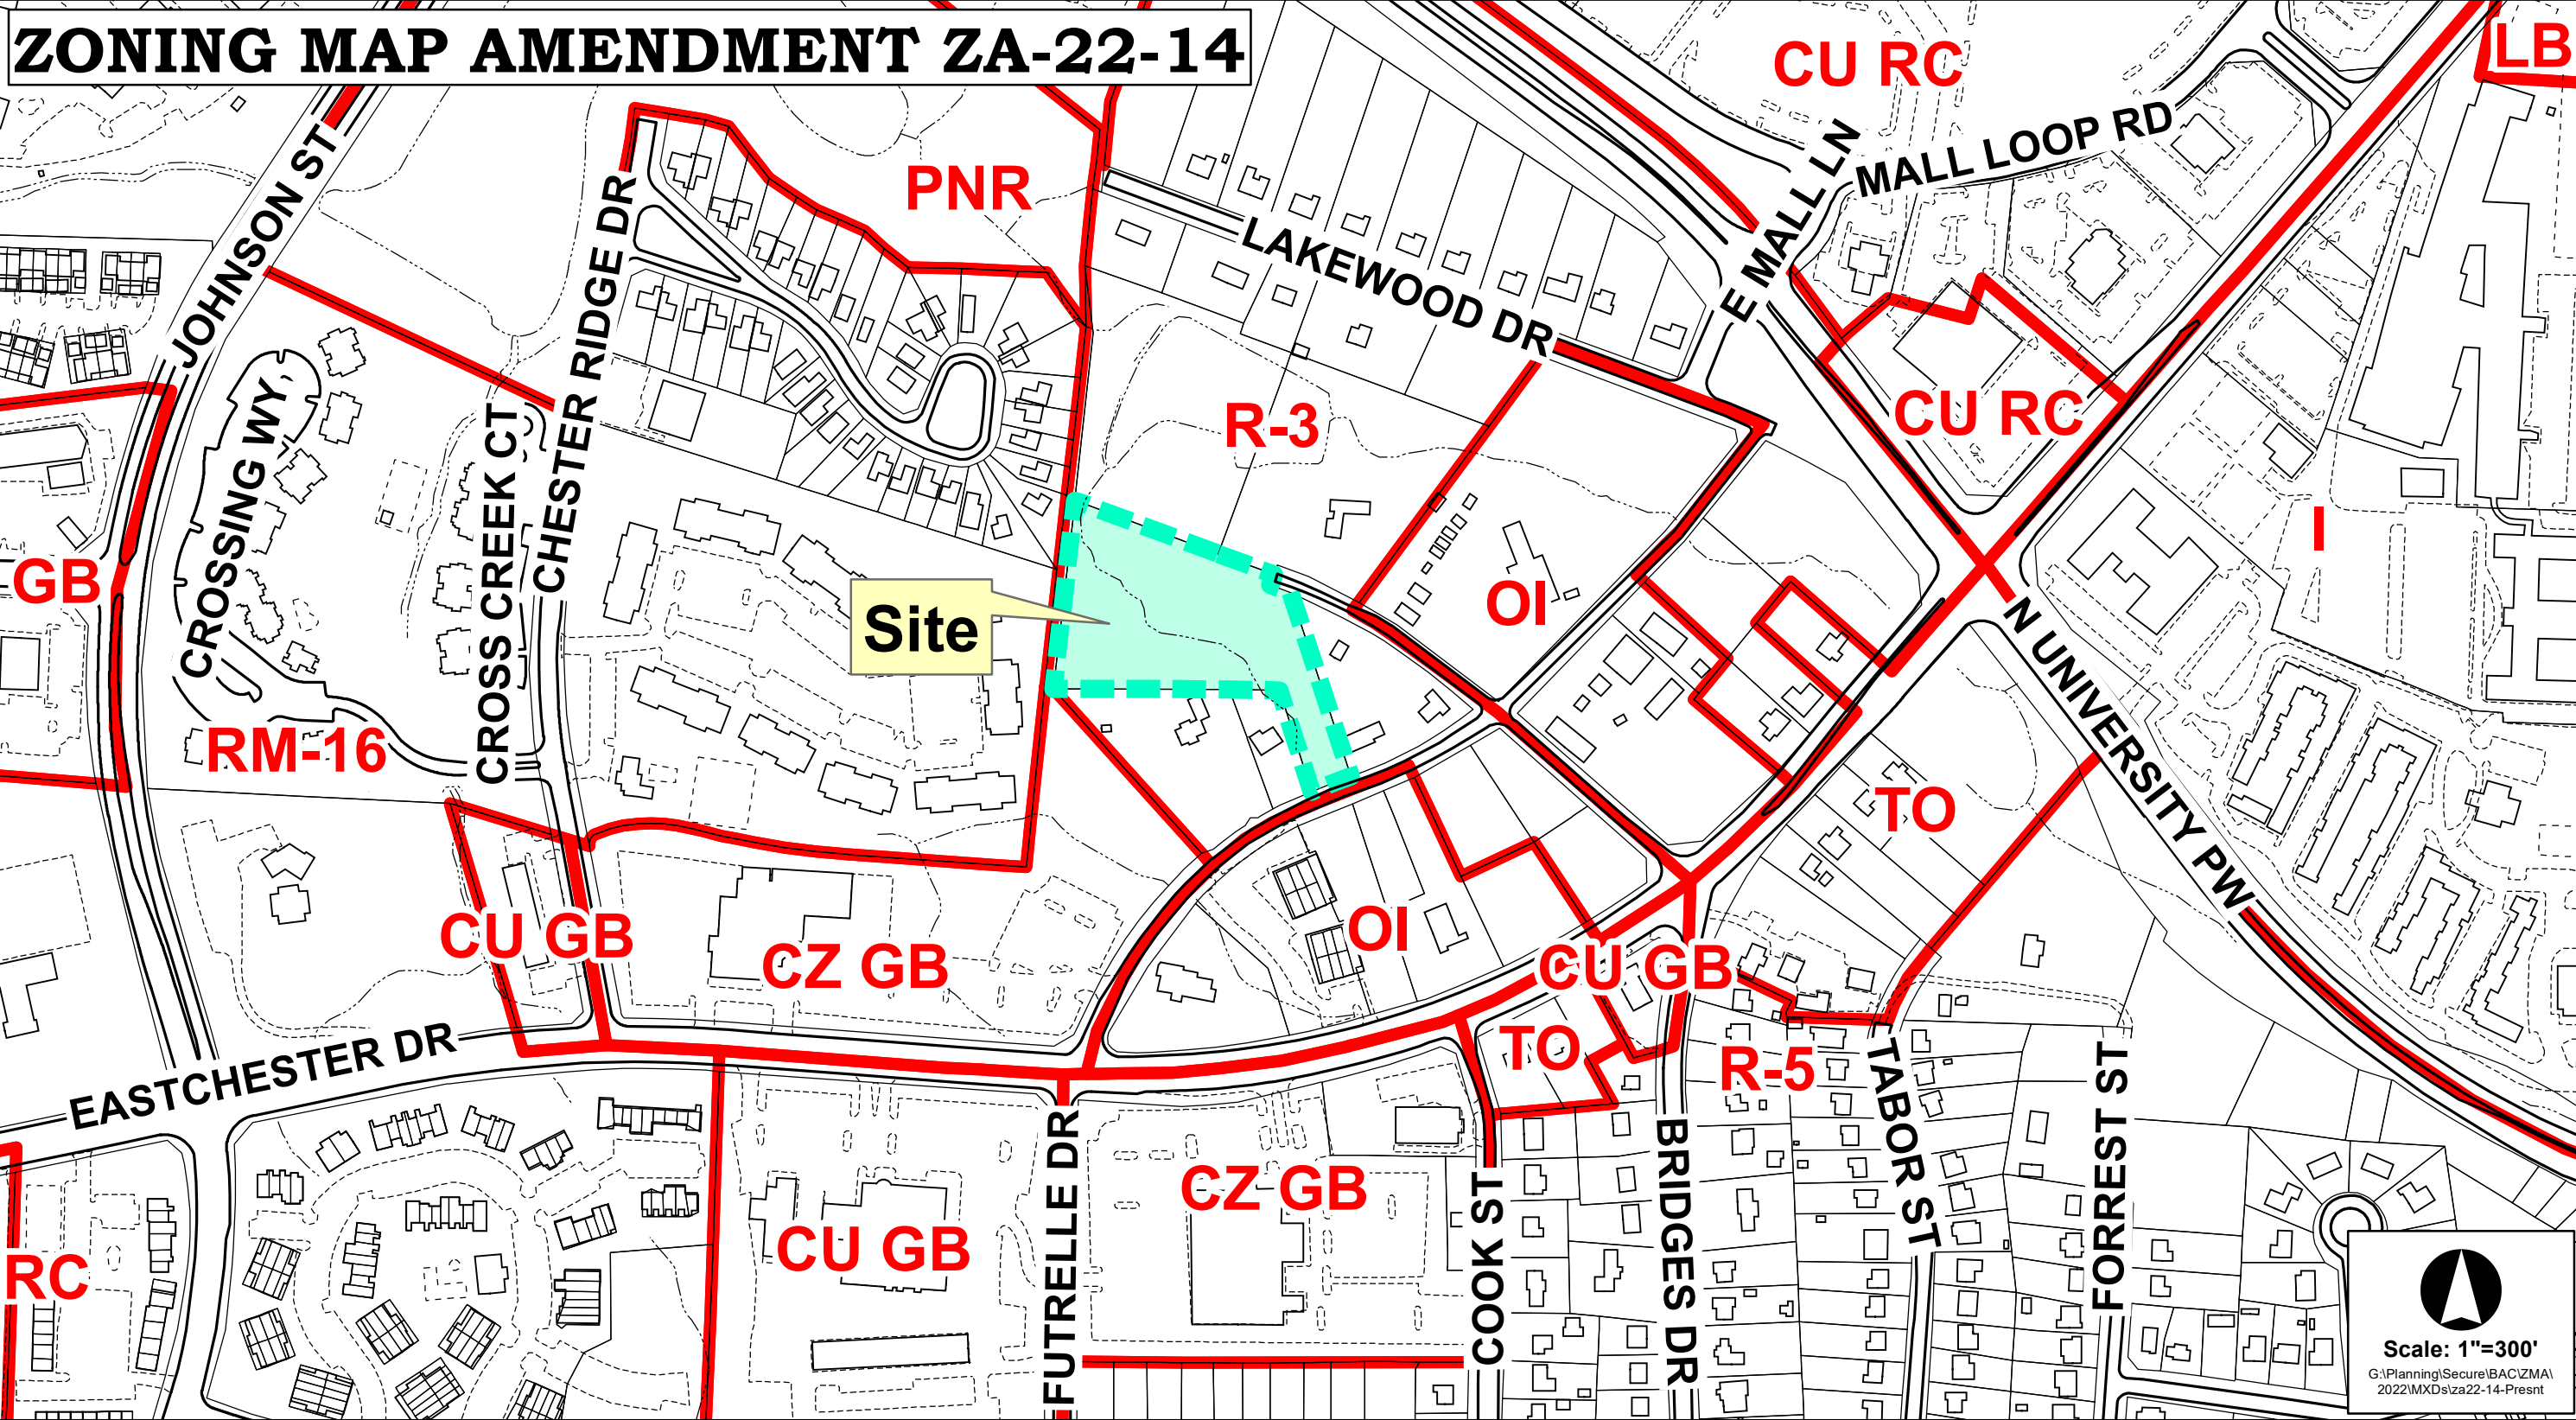 ZONING MAP AMENDMENT ZA-22-14
CU RC
LB
MALL LOOP RD
E MALL LN
PNR
JOHNSON ST
CHESTER RIDGE DR
LAKEWOOD DR
R-3
CU RC
CROSSING WY
CROSS CREEK CT
GB
I
OI
Site
N UNIVERSITY PW
RM-16
TO
CU GB
CZ GB
OI
CU GB
EASTCHESTER DR
TO
R-5
TABOR ST
FORREST ST
BRIDGES DR
FUTRELLE DR
COOK ST
CZ GB
CU GB
RC
Scale: 1"=300'
G:\Planning\Secure\BAC\ZMA\
2022\MXDs\za22-14-Presnt